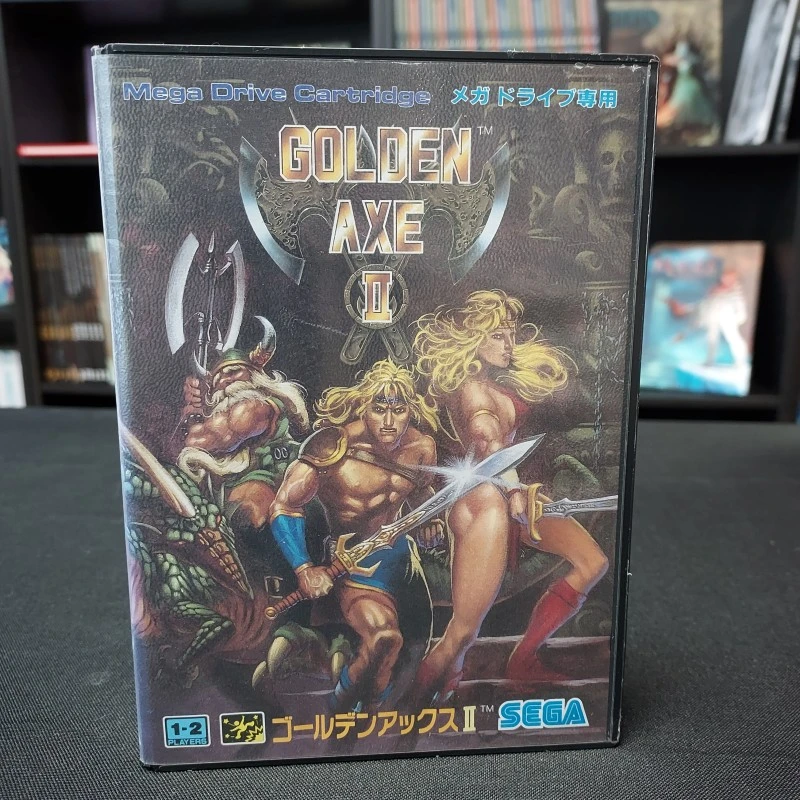 Mega Drive Cartridge メガドライブ専用
GOLDEN™
AXE
II
1-2
PLAYERS
ゴールデンアックスII™
SEGA